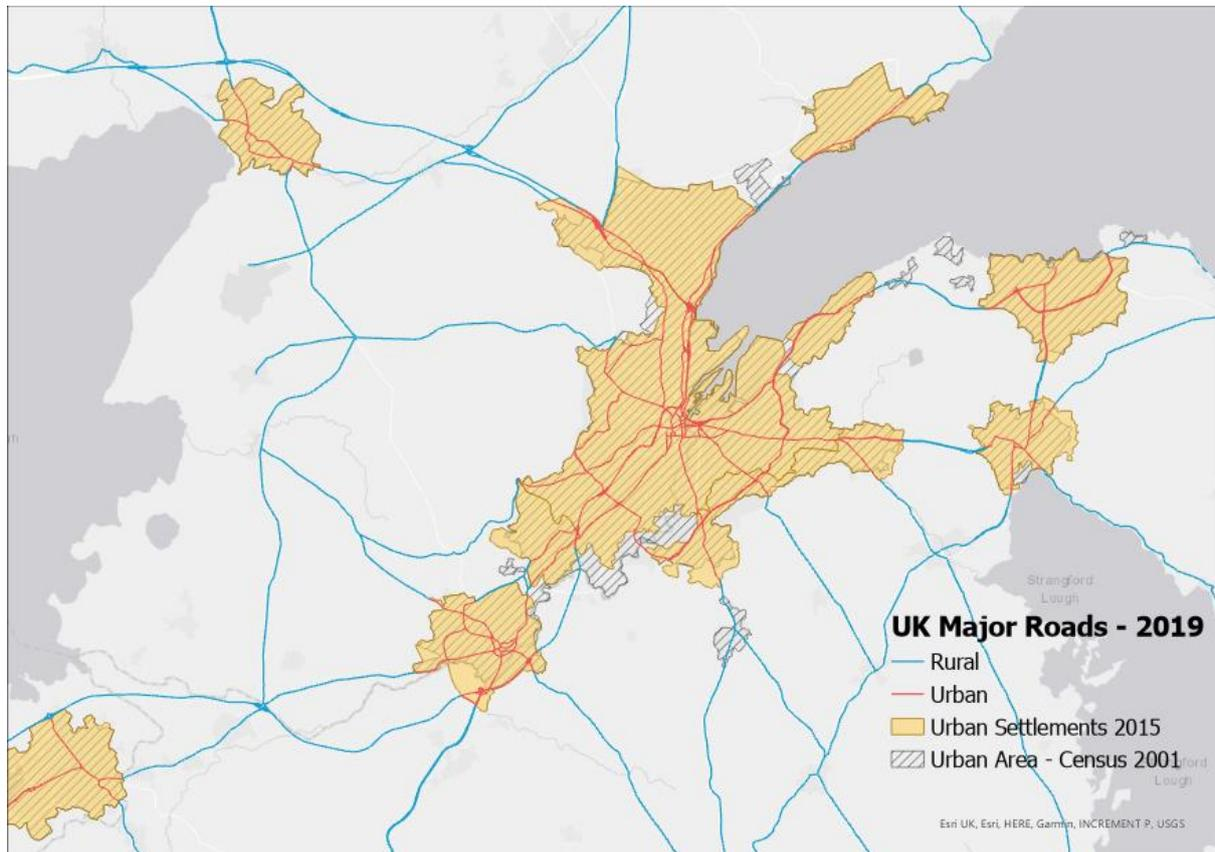 Strangford
Lough
UK Major Roads - 2019
Rural
Urban
Urban Settlements 2015
Urban Area - Census 2001
Lough
Esri UK, Esri, HERE, Garmin, INCREMENT P, USGS